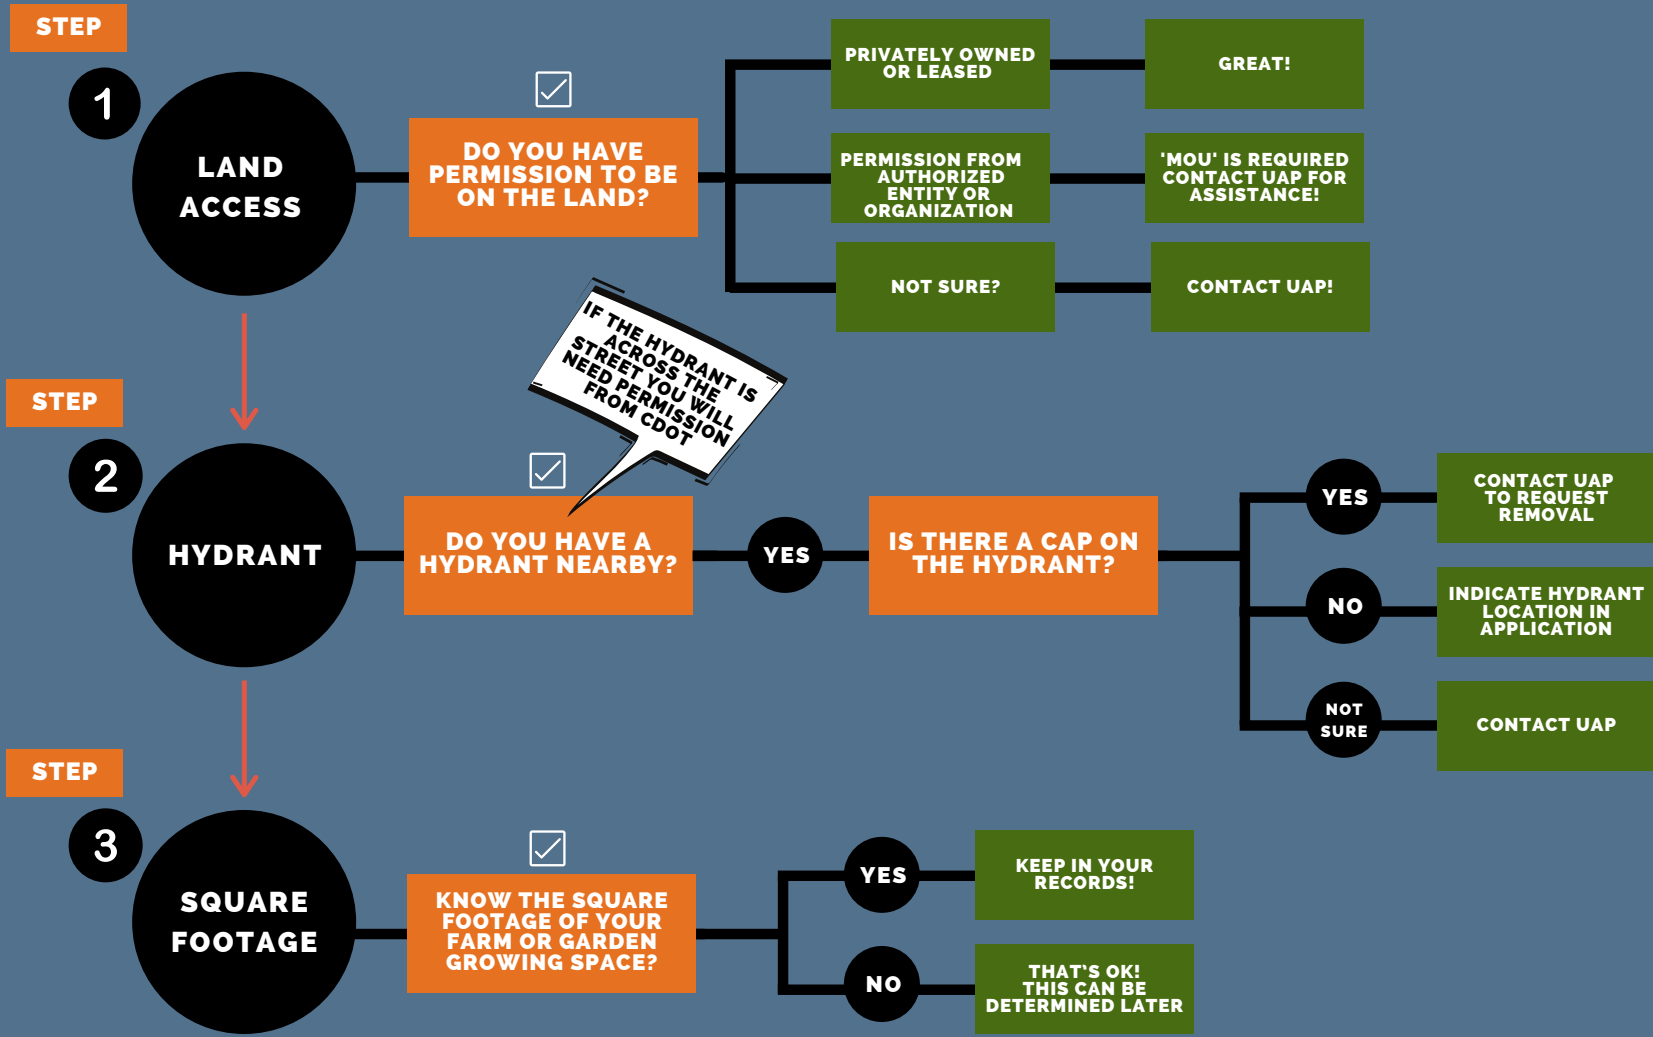 STEP
1
LAND
ACCESS
DO YOU HAVE
PERMISSION TO BE
ON THE LAND?
PRIVATELY OWNED
OR LEASED
GREAT!
PERMISSION FROM
AUTHORIZED
ENTITY OR
ORGANIZATION
'MOU' IS REQUIRED
CONTACT UAP FOR
ASSISTANCE!
NOT SURE?
CONTACT UAP!
STEP
2
HYDRANT
IF THE HYDRANT IS
ACROSS THE
STREET YOU WILL
NEED PERMISSION
FROM CDOT
DO YOU HAVE A
HYDRANT NEARBY?
YES
IS THERE A CAP ON
THE HYDRANT?
YES
CONTACT UAP
TO REQUEST
REMOVAL
NO
INDICATE HYDRANT
LOCATION IN
APPLICATION
NOT
SURE
CONTACT UAP
STEP
3
SQUARE
FOOTAGE
KNOW THE SQUARE
FOOTAGE OF YOUR
FARM OR GARDEN
GROWING SPACE?
YES
KEEP IN YOUR
RECORDS!
NO
THAT'S OK!
THIS CAN BE
DETERMINED LATER